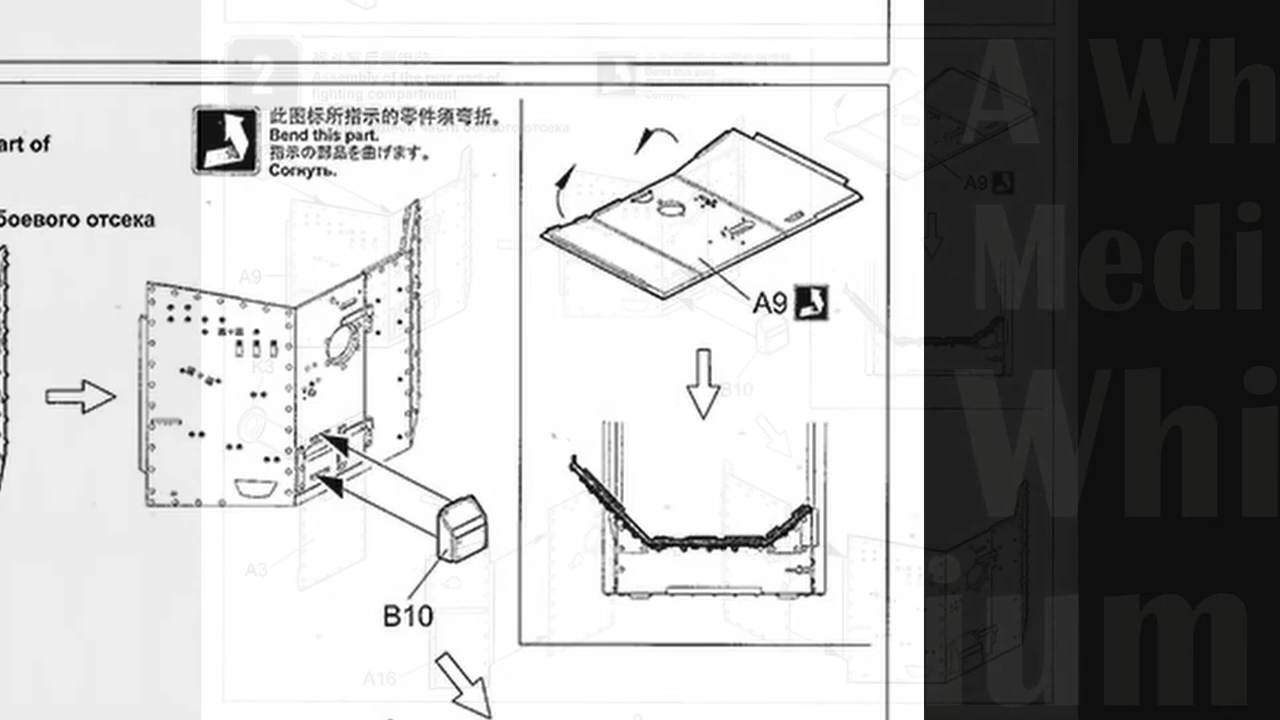 2
Assembly of the rear part of
fighting compartment
art of
боевого отсека
此图标所指示的零件须弯折。
Bend this part.
指示の部品を曲げます。
Согнуть.
A9
K3
A3
A16
B10
A9
B10
A9
A Wh
Medi
Whi
ium